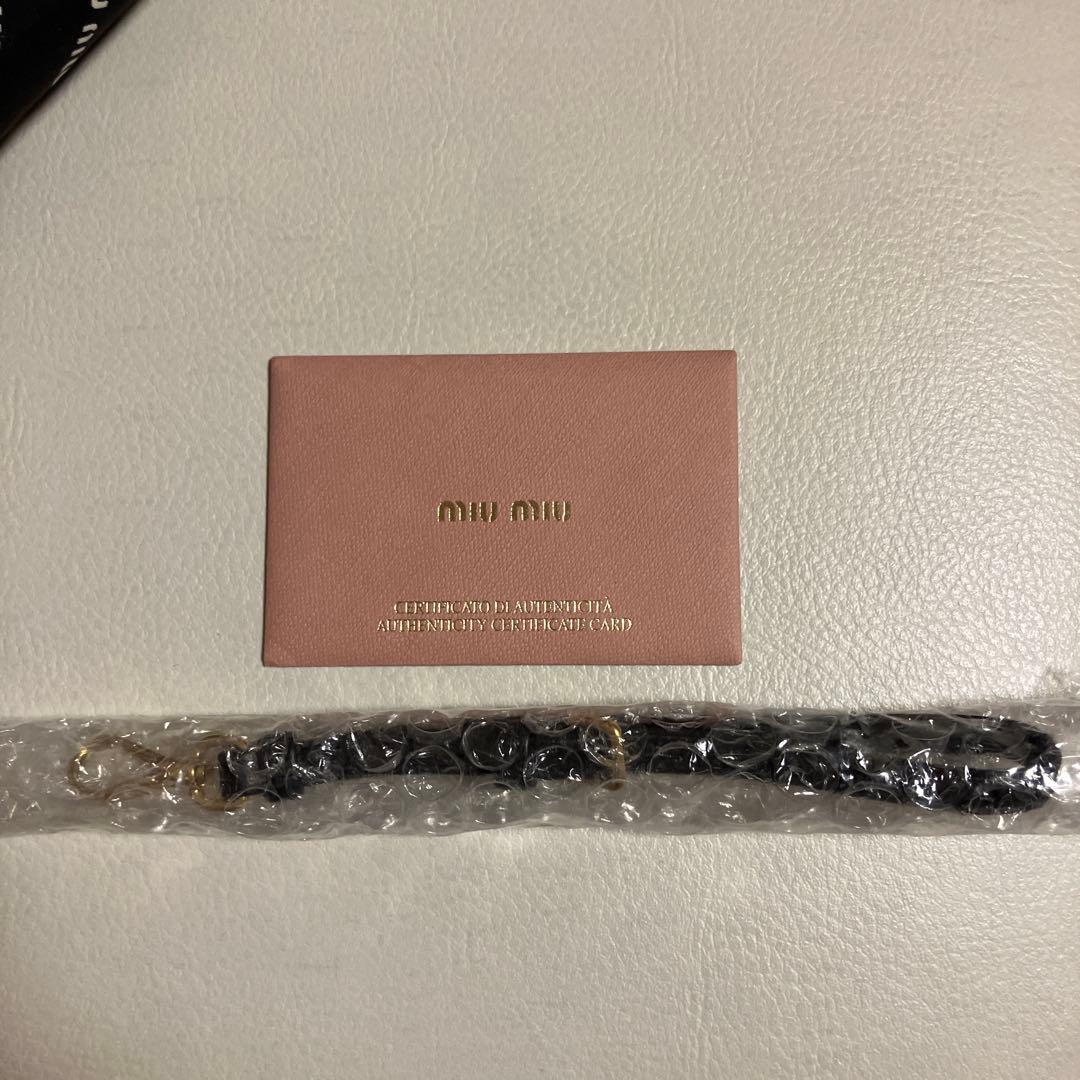 miu miu
CERTIFICATO DI AUTENTICITÀ
AUTHENTICITY CERTIFICATE CARD